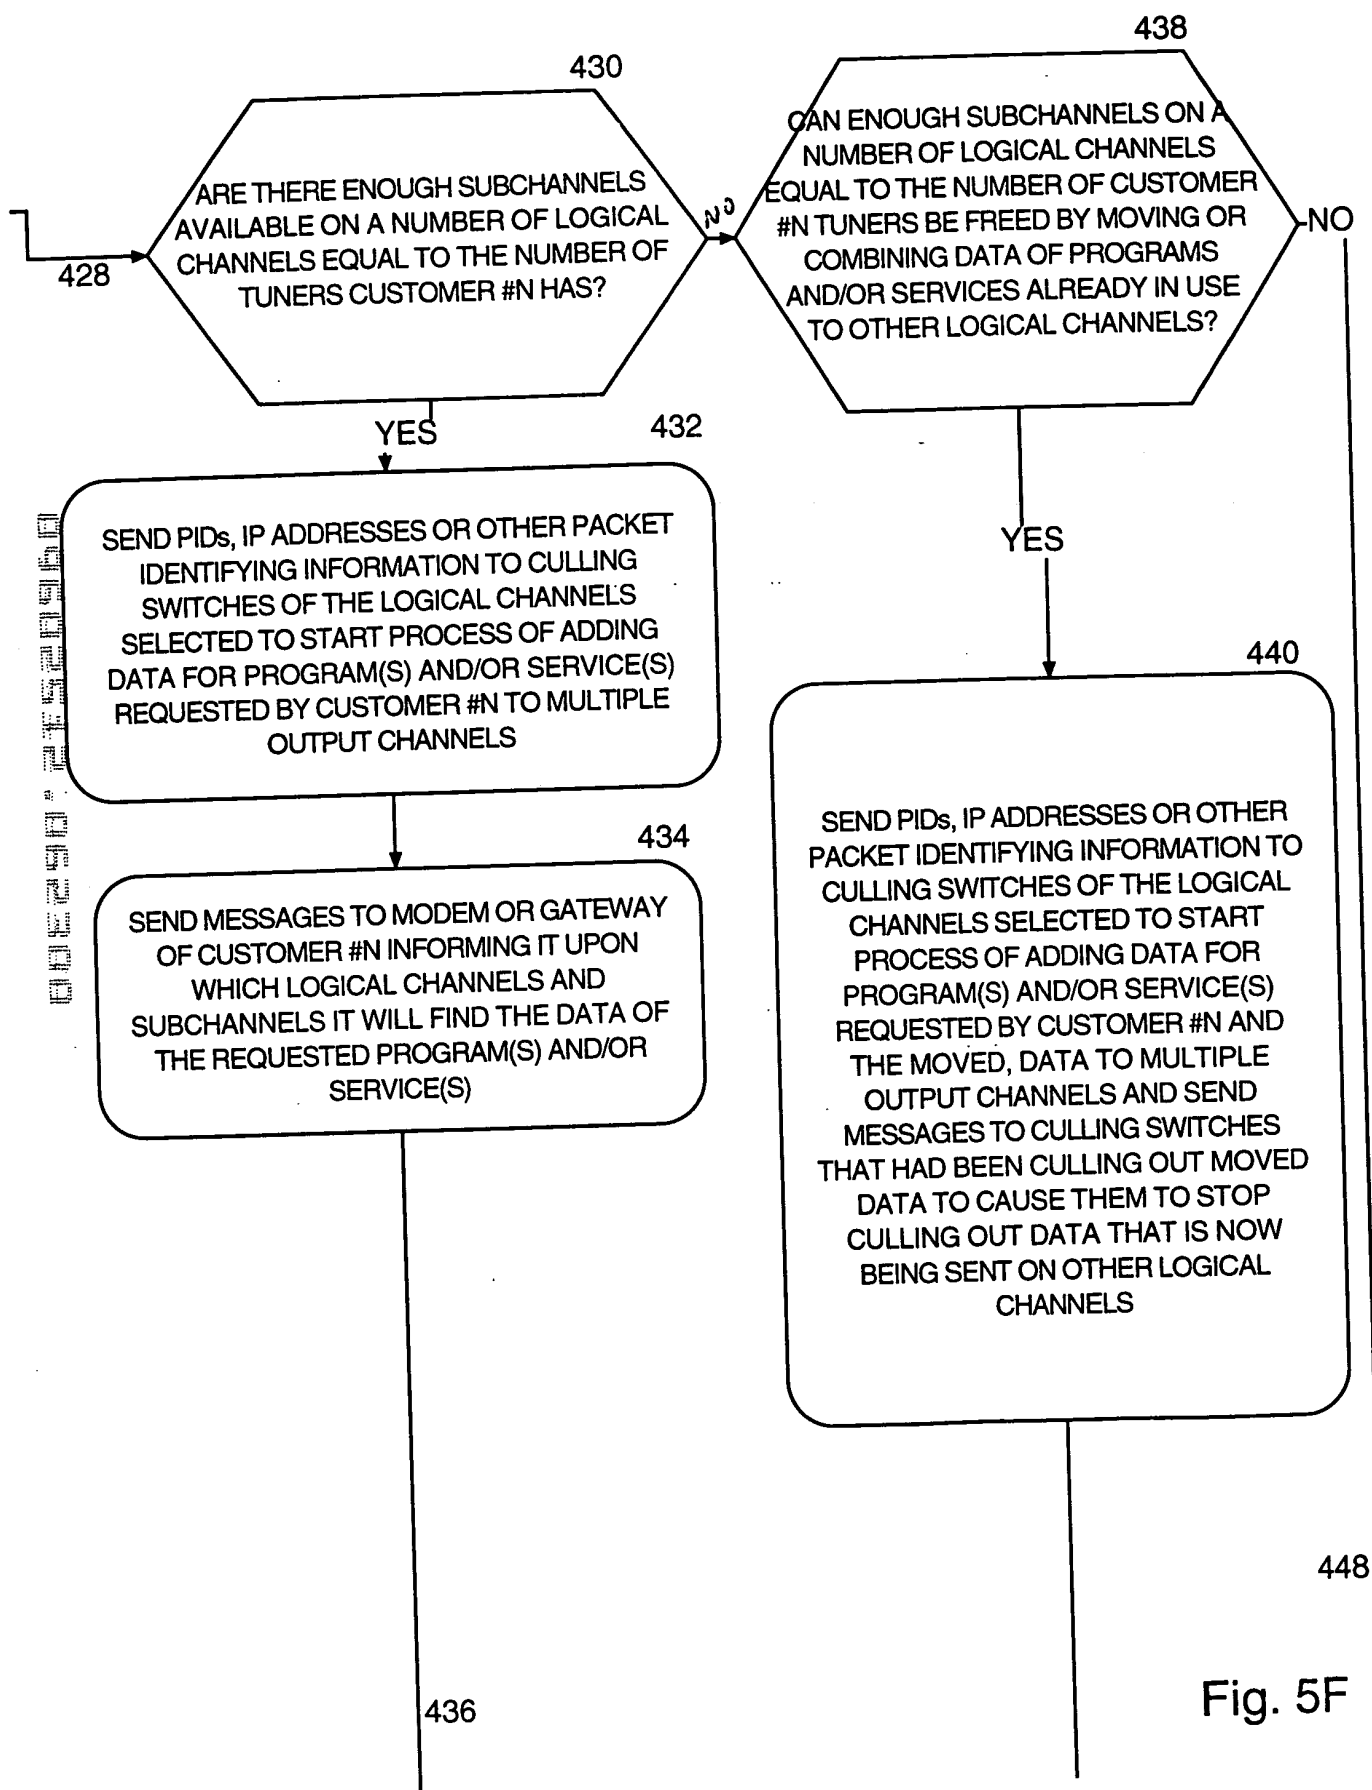 430
ARE THERE ENOUGH SUBCHANNELS
AVAILABLE ON A NUMBER OF LOGICAL
CHANNELS EQUAL TO THE NUMBER OF
TUNERS CUSTOMER #N HAS?
428
NO
438
CAN ENOUGH SUBCHANNELS ON A
NUMBER OF LOGICAL CHANNELS
EQUAL TO THE NUMBER OF CUSTOMER
#N TUNERS BE FREED BY MOVING OR
COMBINING DATA OF PROGRAMS
AND/OR SERVICES ALREADY IN USE
TO OTHER LOGICAL CHANNELS?
NO
YES
432
SEND PIDs, IP ADDRESSES OR OTHER PACKET
IDENTIFYING INFORMATION TO CULLING
SWITCHES OF THE LOGICAL CHANNELS
SELECTED TO START PROCESS OF ADDING
DATA FOR PROGRAM(S) AND/OR SERVICE(S)
REQUESTED BY CUSTOMER #N TO MULTIPLE
OUTPUT CHANNELS
434
SEND MESSAGES TO MODEM OR GATEWAY
OF CUSTOMER #N INFORMING IT UPON
WHICH LOGICAL CHANNELS AND
SUBCHANNELS IT WILL FIND THE DATA OF
THE REQUESTED PROGRAM(S) AND/OR
SERVICE(S)
436
YES
440
SEND PIDs, IP ADDRESSES OR OTHER
PACKET IDENTIFYING INFORMATION TO
CULLING SWITCHES OF THE LOGICAL
CHANNELS SELECTED TO START
PROCESS OF ADDING DATA FOR
PROGRAM(S) AND/OR SERVICE(S)
REQUESTED BY CUSTOMER #N AND
THE MOVED, DATA TO MULTIPLE
OUTPUT CHANNELS AND SEND
MESSAGES TO CULLING SWITCHES
THAT HAD BEEN CULLING OUT MOVED
DATA TO CAUSE THEM TO STOP
CULLING OUT DATA THAT IS NOW
BEING SENT ON OTHER LOGICAL
CHANNELS
448
Fig. 5F